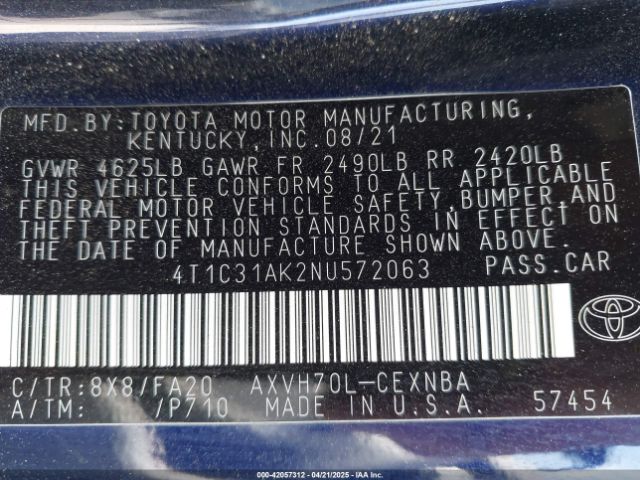 MFD.BY:TOYOTA MOTOR MANUFACTURING,
KENTUCKY,INC.08/21
GVWR 4625LB GAWR FR 2490LB RR 2420LB
THIS VEHICLE CONFORMS TO ALL APPLICABLE
FEDERAL MOTOR VEHICLE SAFETY,BUMPER,AND
THEFT PREVENTION STANDARDS IN EFFECT ON
THE DATE OF MANUFACTURE SHOWN ABOVE.
4T1C31AK2NU572063 PASS.CAR
C/TR:8X8/FA20 AXVH70L-CEXNBA
A/TM: /P710 MADE IN U.S.A. 57454
000-42057312 - 04/21/2025 - IAAI.COM